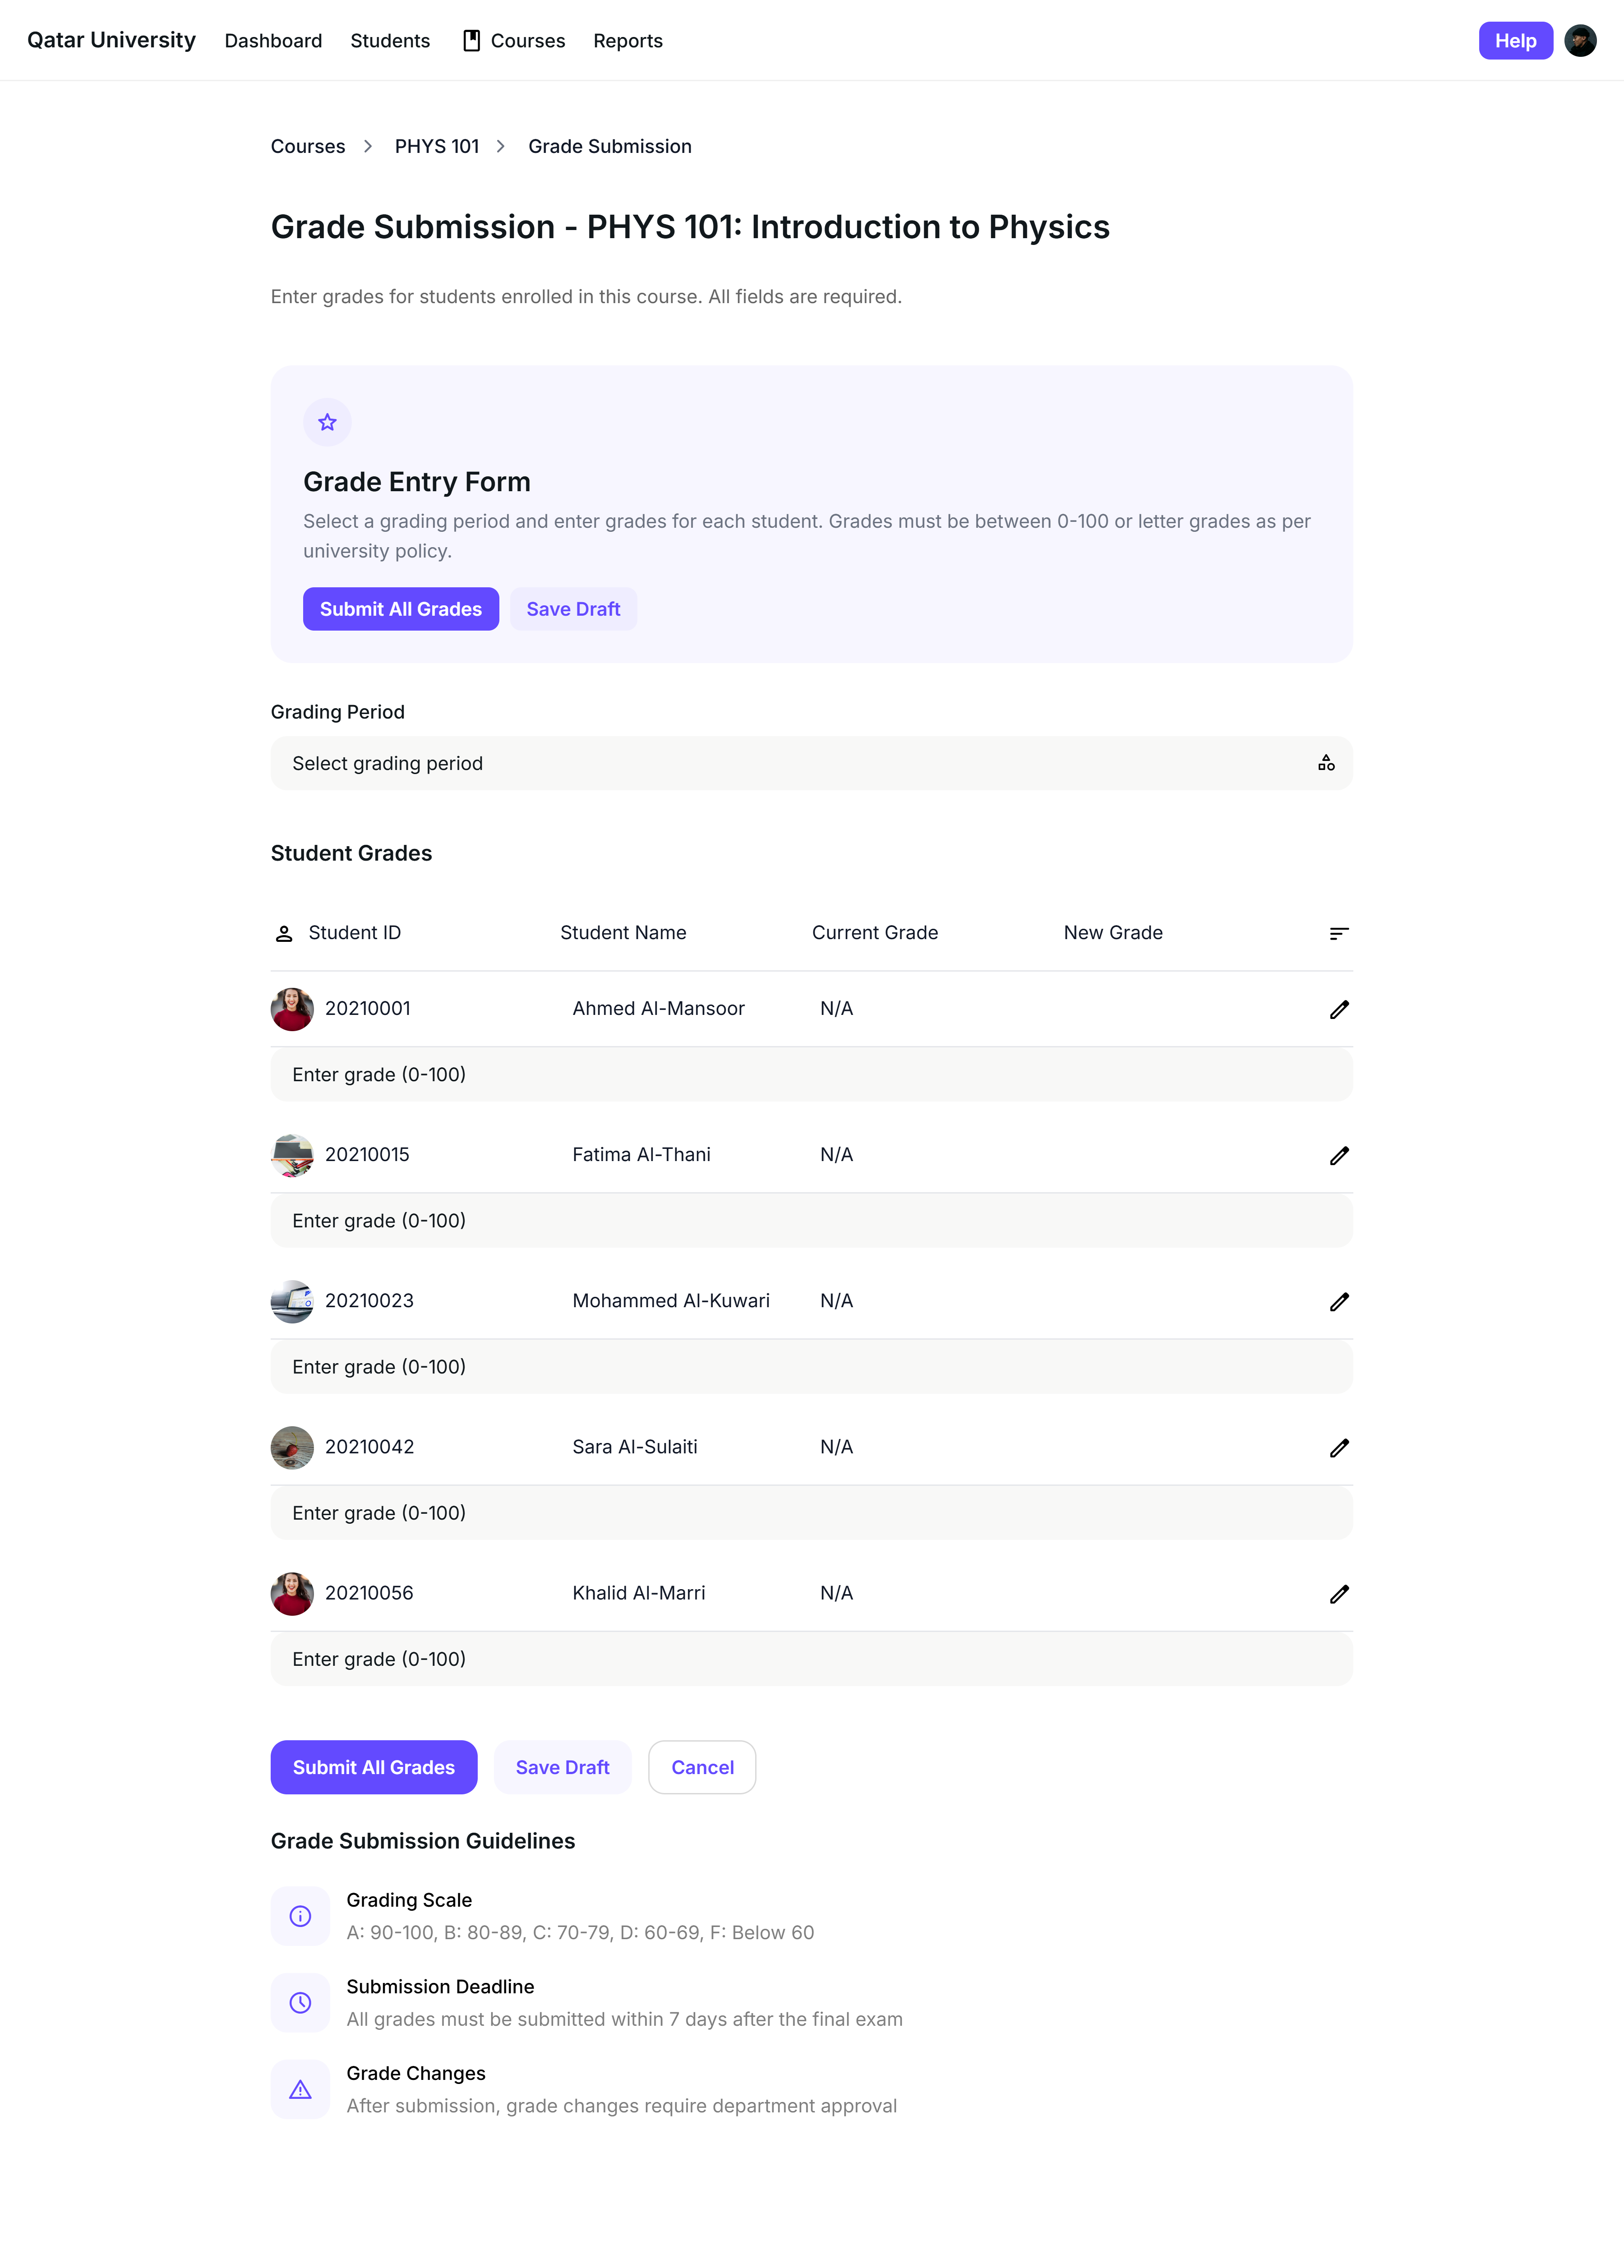 Qatar University Dashboard Students Courses Reports Help
Courses PHYS 101 Grade Submission
Grade Submission - PHYS 101: Introduction to Physics
Enter grades for students enrolled in this course. All fields are required.
Grade Entry Form
Select a grading period and enter grades for each student. Grades must be between 0-100 or letter grades as per
university policy.
Submit All Grades Save Draft
Grading Period
Select grading period
Student Grades
Student ID Student Name Current Grade New Grade
20210001 Ahmed Al-Mansoor N/A
Enter grade (0-100)
20210015 Fatima Al-Thani N/A
Enter grade (0-100)
20210023 Mohammed Al-Kuwari N/A
Enter grade (0-100)
20210042 Sara Al-Sulaiti N/A
Enter grade (0-100)
20210056 Khalid Al-Marri N/A
Enter grade (0-100)
Submit All Grades Save Draft Cancel
Grade Submission Guidelines
Grading Scale
A: 90-100, B: 80-89, C: 70-79, D: 60-69, F: Below 60
Submission Deadline
All grades must be submitted within 7 days after the final exam
Grade Changes
After submission, grade changes require department approval